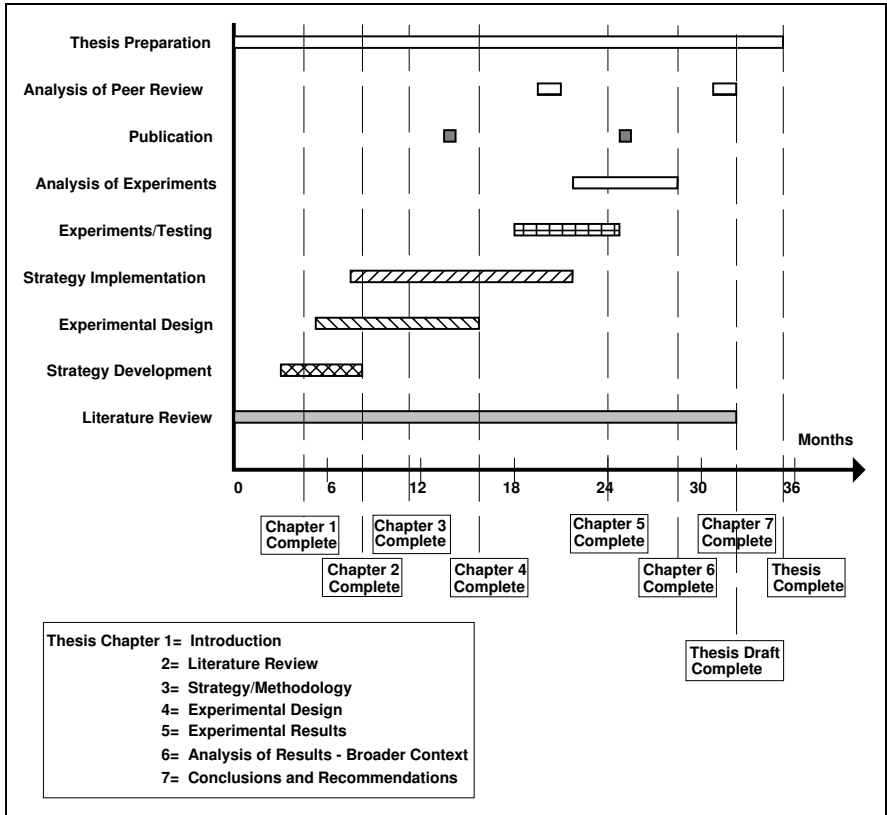 Thesis Preparation
Analysis of Peer Review
Publication
Analysis of Experiments
Experiments/Testing
Strategy Implementation
Experimental Design
Strategy Development
Literature Review
Months
0 6 12 18 24 30 36
Chapter 1
Complete
Chapter 3
Complete
Chapter 5
Complete
Chapter 7
Complete
Chapter 2
Complete
Chapter 4
Complete
Chapter 6
Complete
Thesis
Complete
Thesis Draft
Complete
Thesis Chapter 1= Introduction
2= Literature Review
3= Strategy/Methodology
4= Experimental Design
5= Experimental Results
6= Analysis of Results - Broader Context
7= Conclusions and Recommendations